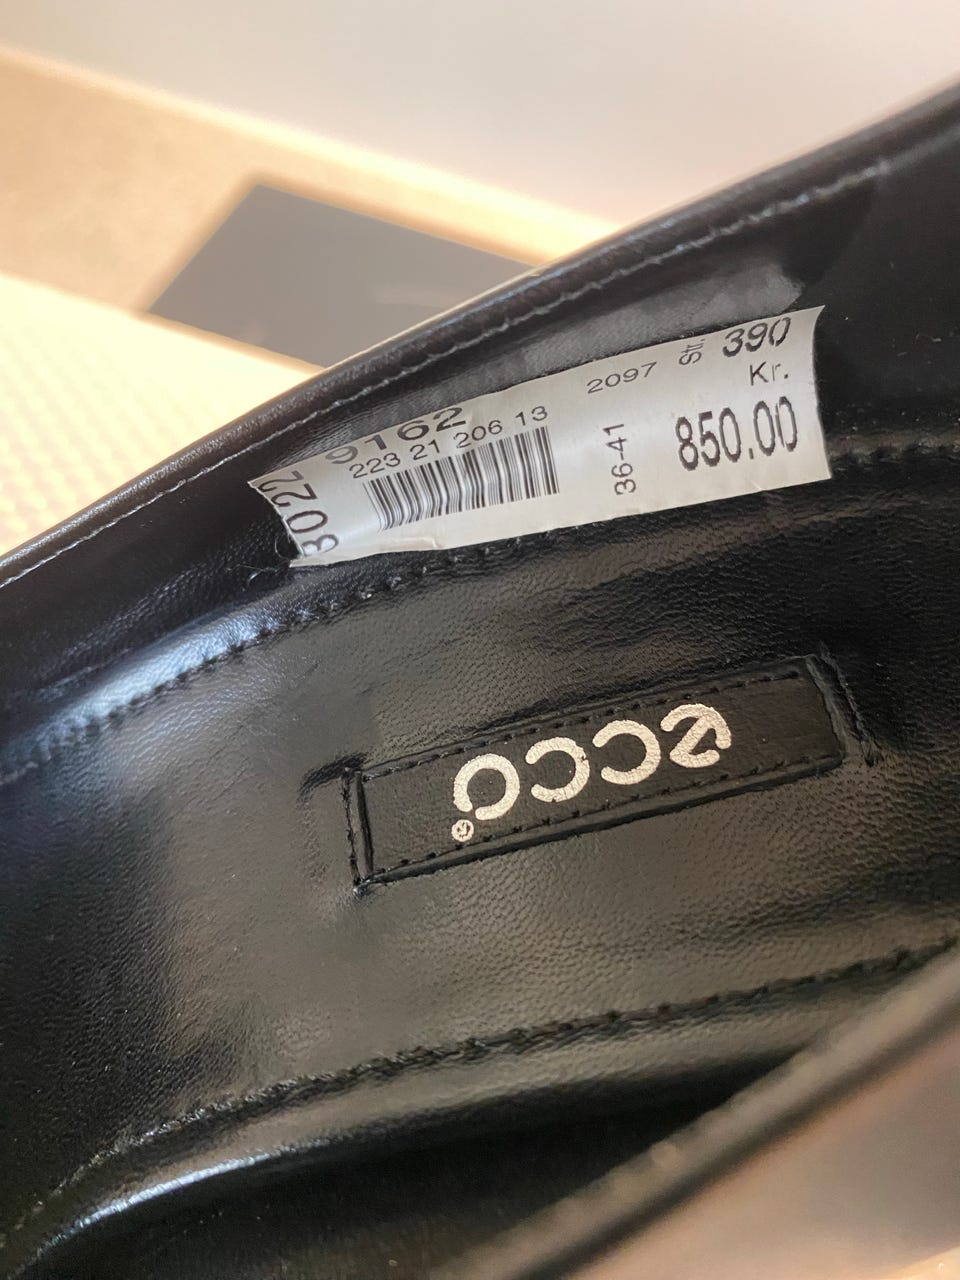 3022
9162
223 21 206 13
2097
36-41
Str. 390
Kr.
850.00
ecco